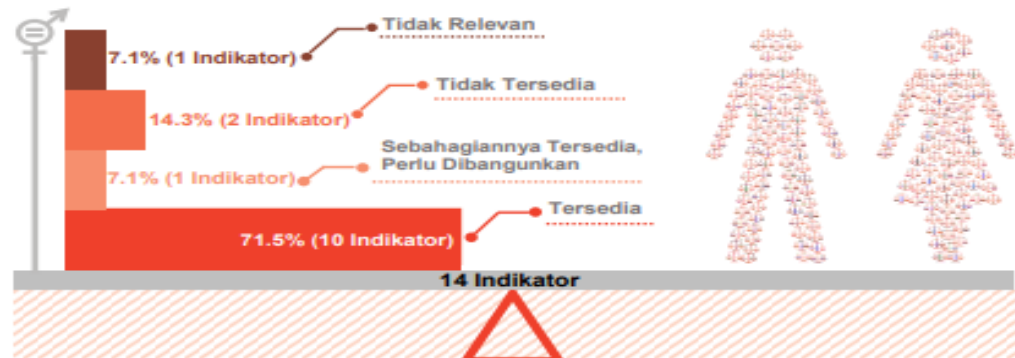 Tidak Relevan
7.1% (1 Indikator)
Tidak Tersedia
14.3% (2 Indikator)
Sebahagiannya Tersedia,
Perlu Dibangunkan
7.1% (1 Indikator)
Tersedia
71.5% (10 Indikator)
14 Indikator